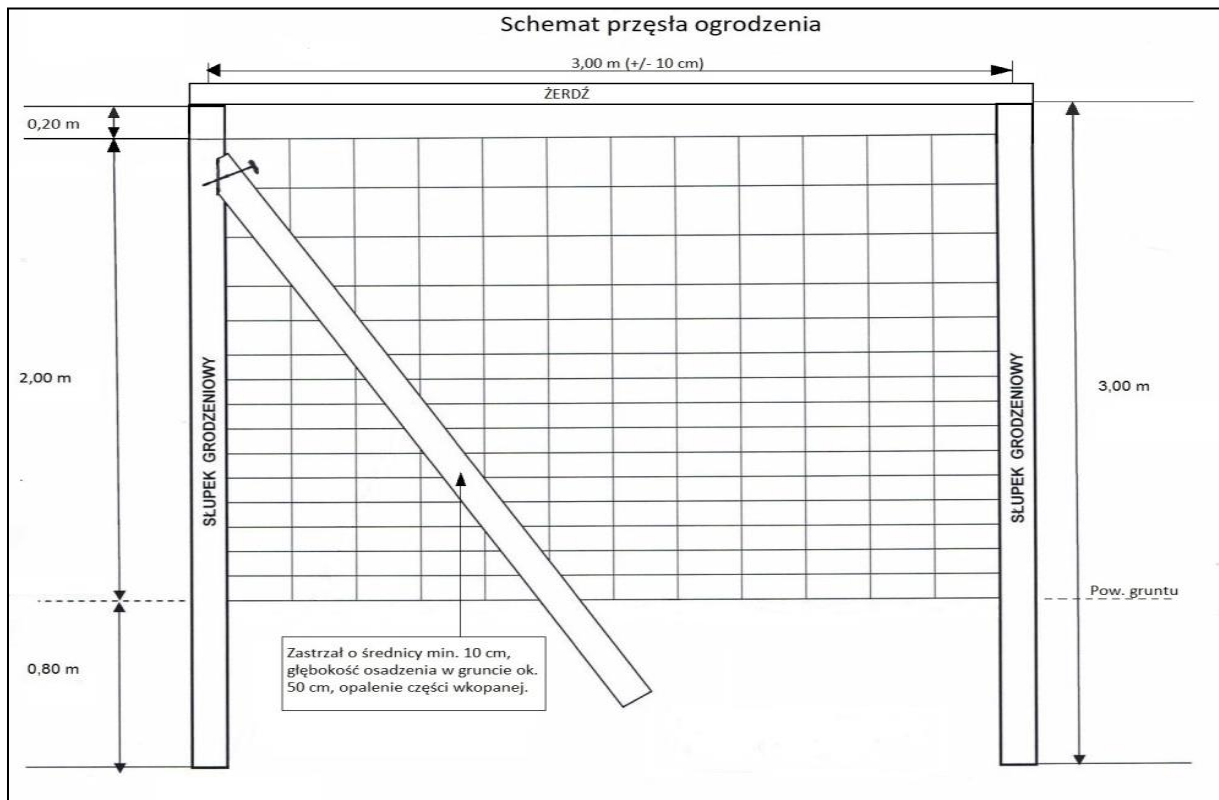 Schemat przęsła ogrodzenia
3,00 m (+/- 10 cm)
ŻERDŹ
0,20 m
2,00 m
SŁUPEK GRODZENIOWY
SŁUPEK GRODZENIOWY
3,00 m
Pow. gruntu
0,80 m
Zastrzał o średnicy min. 10 cm,
głębokość osadzenia w gruncie ok.
50 cm, opalenie części wkopanej.